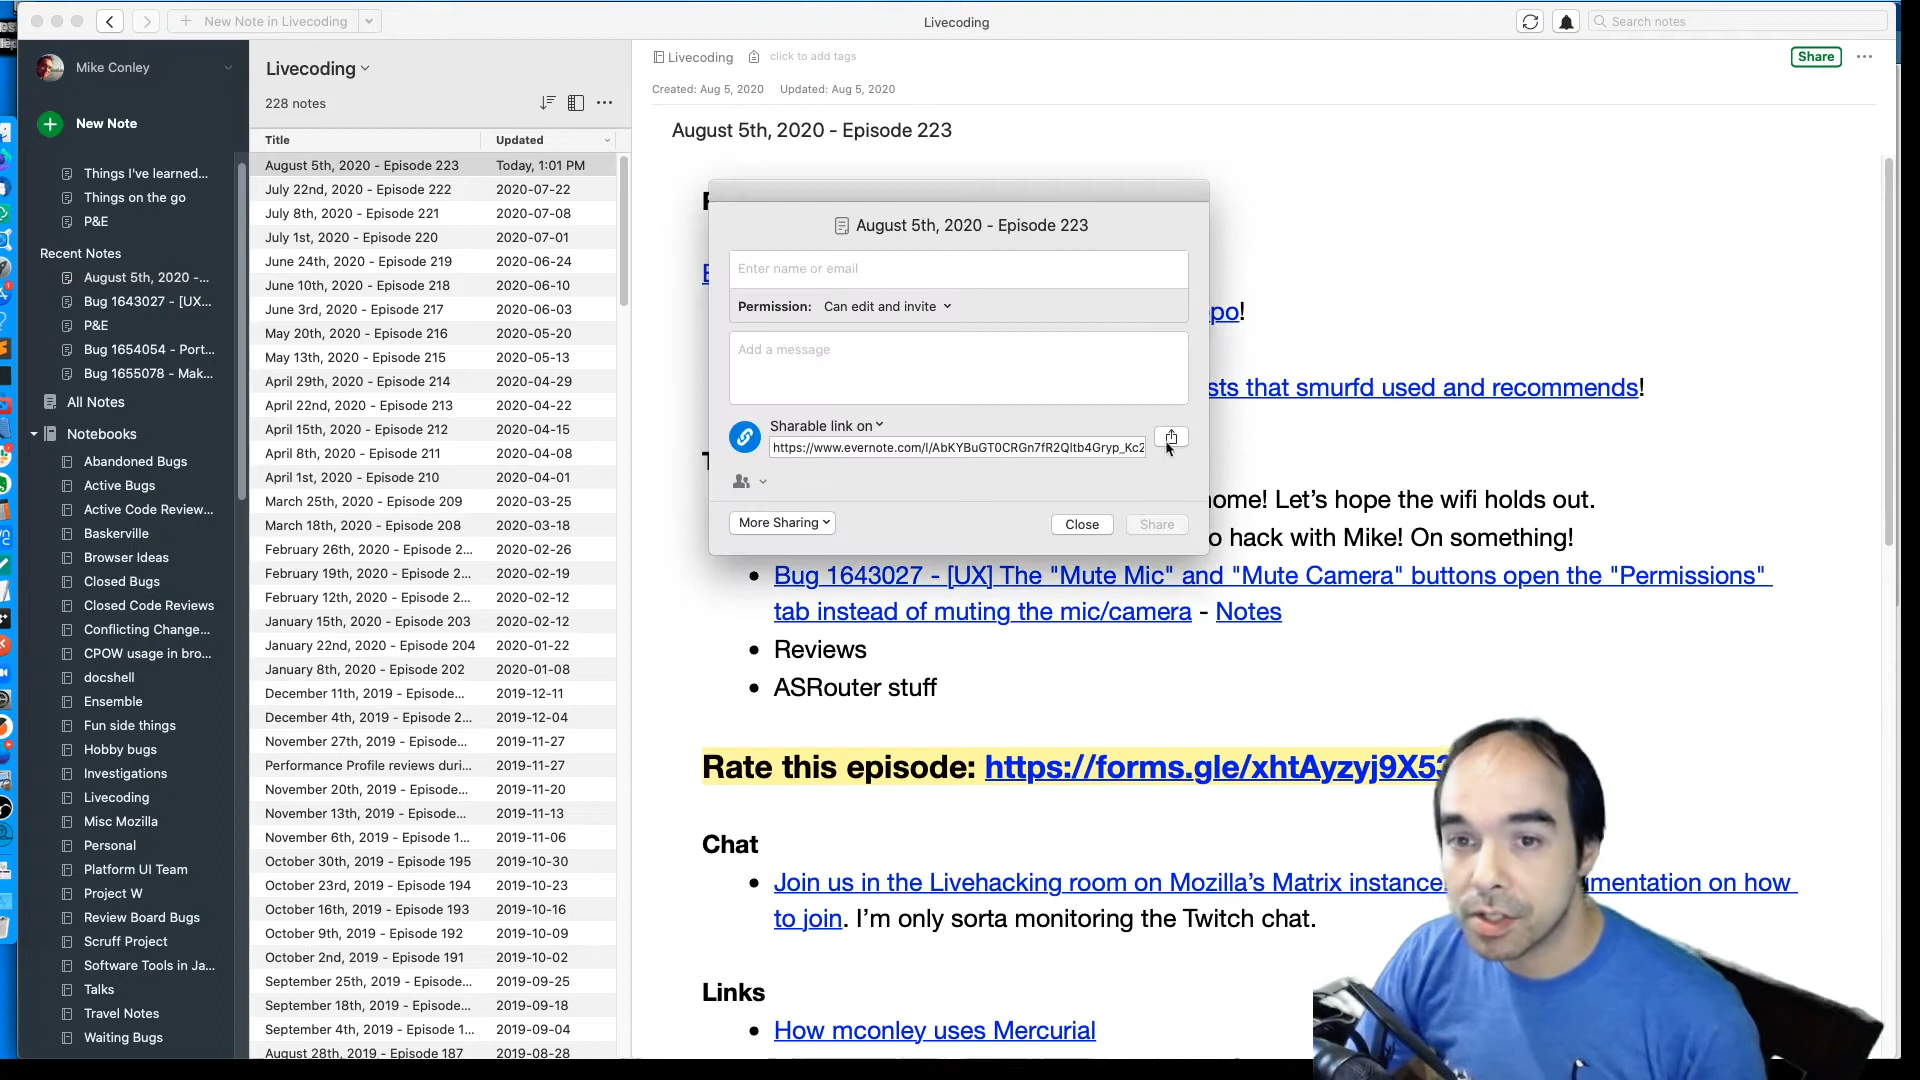 New Note in Livecoding
Livecoding
Search notes
Mike Conley
New Note
Things I've learned...
Things on the go
P&E
Recent Notes
August 5th, 2020 -...
Bug 1643027 - [UX...
P&E
Bug 1654054 - Port...
Bug 1655078 - Mak...
All Notes
Notebooks
Abandoned Bugs
Active Bugs
Active Code Review...
Baskerville
Browser Ideas
Closed Bugs
Closed Code Reviews
Conflicting Change...
CPOW usage in bro...
docshell
Ensemble
Fun side things
Hobby bugs
Investigations
Livecoding
Misc Mozilla
Personal
Platform UI Team
Project W
Review Board Bugs
Scruff Project
Software Tools in Ja...
Talks
Travel Notes
Waiting Bugs
Livecoding
228 notes
Title Updated
August 5th, 2020 - Episode 223 Today, 1:01 PM
July 22nd, 2020 - Episode 222 2020-07-22
July 8th, 2020 - Episode 221 2020-07-08
July 1st, 2020 - Episode 220 2020-07-01
June 24th, 2020 - Episode 219 2020-06-24
June 10th, 2020 - Episode 218 2020-06-10
June 3rd, 2020 - Episode 217 2020-06-03
May 20th, 2020 - Episode 216 2020-05-20
May 13th, 2020 - Episode 215 2020-05-13
April 29th, 2020 - Episode 214 2020-04-29
April 22nd, 2020 - Episode 213 2020-04-22
April 15th, 2020 - Episode 212 2020-04-15
April 8th, 2020 - Episode 211 2020-04-08
April 1st, 2020 - Episode 210 2020-04-01
March 25th, 2020 - Episode 209 2020-03-25
March 18th, 2020 - Episode 208 2020-03-18
February 26th, 2020 - Episode 2... 2020-02-26
February 19th, 2020 - Episode 2... 2020-02-19
February 12th, 2020 - Episode 2... 2020-02-12
January 15th, 2020 - Episode 203 2020-02-12
January 22nd, 2020 - Episode 204 2020-01-22
January 8th, 2020 - Episode 202 2020-01-08
December 11th, 2019 - Episode... 2019-12-11
December 4th, 2019 - Episode 2... 2019-12-04
November 27th, 2019 - Episode... 2019-11-27
Performance Profile reviews duri... 2019-11-27
November 20th, 2019 - Episode... 2019-11-20
November 13th, 2019 - Episode... 2019-11-13
November 6th, 2019 - Episode 1... 2019-11-06
October 30th, 2019 - Episode 195 2019-10-30
October 23rd, 2019 - Episode 194 2019-10-23
October 16th, 2019 - Episode 193 2019-10-16
October 9th, 2019 - Episode 192 2019-10-09
October 2nd, 2019 - Episode 191 2019-10-02
September 25th, 2019 - Episode... 2019-09-25
September 18th, 2019 - Episode... 2019-09-18
September 4th, 2019 - Episode 1... 2019-09-04
August 28th, 2019 - Episode 187 2019-08-28
Livecoding click to add tags
Share
Created: Aug 5, 2020 Updated: Aug 5, 2020
August 5th, 2020 - Episode 223
August 5th, 2020 - Episode 223
Enter name or email
Permission: Can edit and invite
Add a message
Sharable link on
https://www.evernote.com/l/AbKYBuGT0CRGn7fR2Qltb4Gryp_Kc2
More Sharing Close Share
po!
sts that smurfd used and recommends!
ome! Let's hope the wifi holds out.
o hack with Mike! On something!
• Bug 1643027 - [UX] The "Mute Mic" and "Mute Camera" buttons open the "Permissions"
tab instead of muting the mic/camera - Notes
• Reviews
• ASRouter stuff
Rate this episode: https://forms.gle/xhtAyzyj9X53
Chat
• Join us in the Livehacking room on Mozilla's Matrix instance. mentation on how
to join. I'm only sorta monitoring the Twitch chat.
Links
• How mconley uses Mercurial